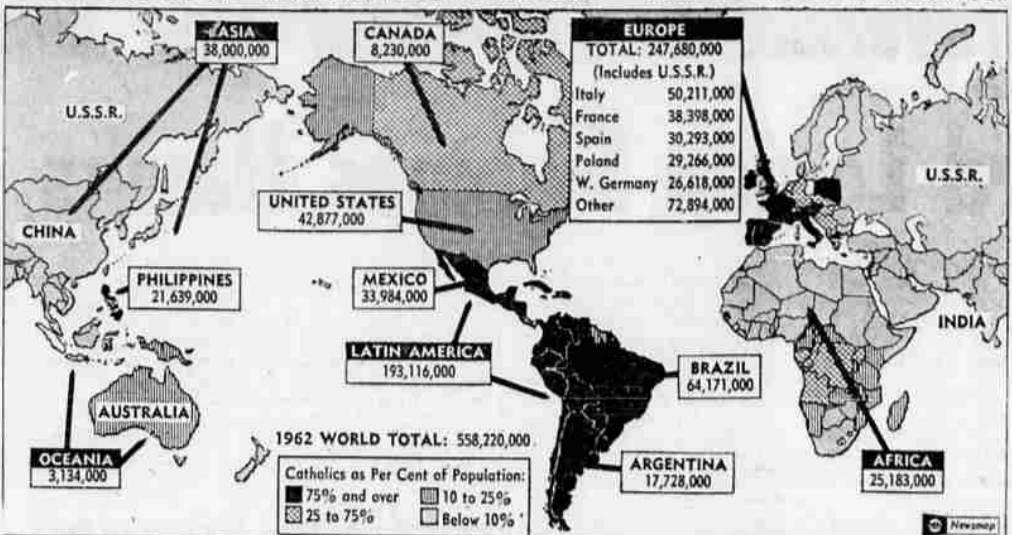 ASIA
38,000,000
CANADA
8,230,000
EUROPE
TOTAL: 247,680,000
(Includes U.S.S.R.)
Italy 50,211,000
France 38,398,000
Spain 30,293,000
Poland 29,266,000
W. Germany 26,618,000
Other 72,894,000
U.S.S.R.
U.S.S.R.
UNITED STATES
42,877,000
CHINA
PHILIPPINES
21,639,000
MEXICO
33,984,000
INDIA
LATIN AMERICA
193,116,000
BRAZIL
64,171,000
AUSTRALIA
OCEANIA
3,134,000
1962 WORLD TOTAL: 558,220,000
Catholics as Per Cent of Population:
75% and over
10 to 25%
25 to 75%
Below 10%
ARGENTINA
17,728,000
AFRICA
25,183,000
Newsmap